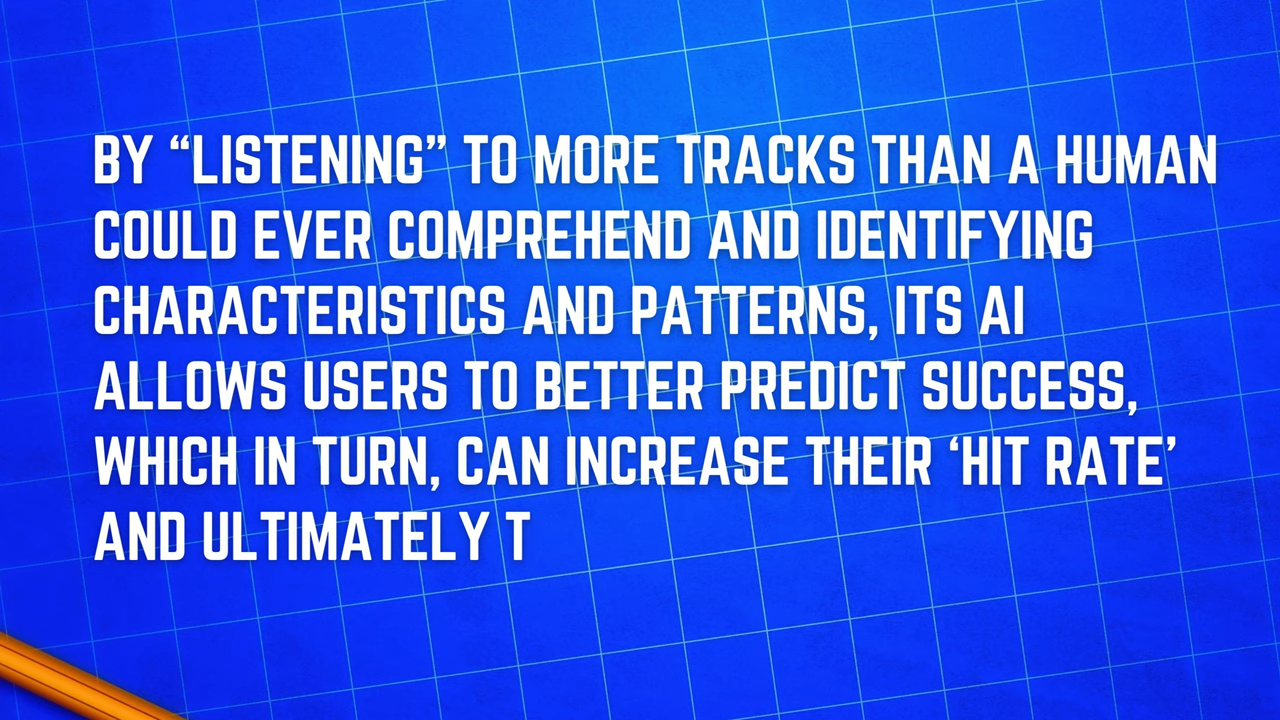 BY “LISTENING” TO MORE TRACKS THAN A HUMAN
COULD EVER COMPREHEND AND IDENTIFYING
CHARACTERISTICS AND PATTERNS, ITS AI
ALLOWS USERS TO BETTER PREDICT SUCCESS,
WHICH IN TURN, CAN INCREASE THEIR ‘HIT RATE’
AND ULTIMATELY T